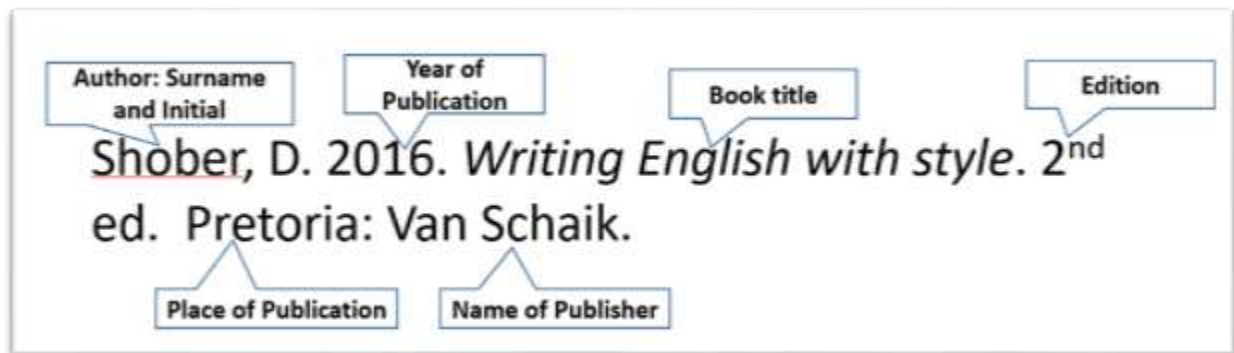 Author: Surname
and Initial
Year of
Publication
Book title
Edition
Shober, D. 2016. Writing English with style. 2nd
ed. Pretoria: Van Schaik.
Place of Publication
Name of Publisher